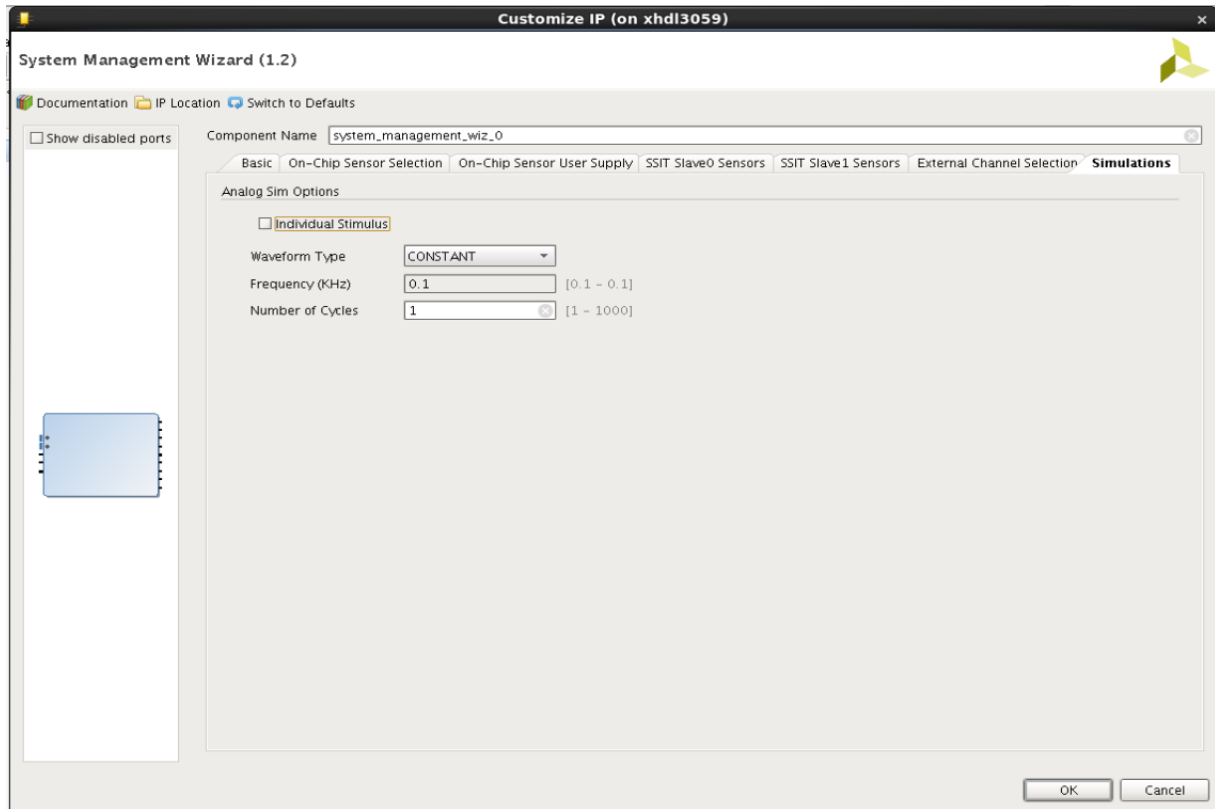 Customize IP (on xhdl3059)
System Management Wizard (1.2)
Documentation IP Location Switch to Defaults
Show disabled ports
Component Name system_management_wiz_0
Basic On-Chip Sensor Selection On-Chip Sensor User Supply SSIT Slave0 Sensors SSIT Slave1 Sensors External Channel Selection Simulations
Analog Sim Options
Individual Stimulus
Waveform Type CONSTANT
Frequency (KHz) 0.1 [0.1 - 0.1]
Number of Cycles 1 [1 - 1000]
OK Cancel